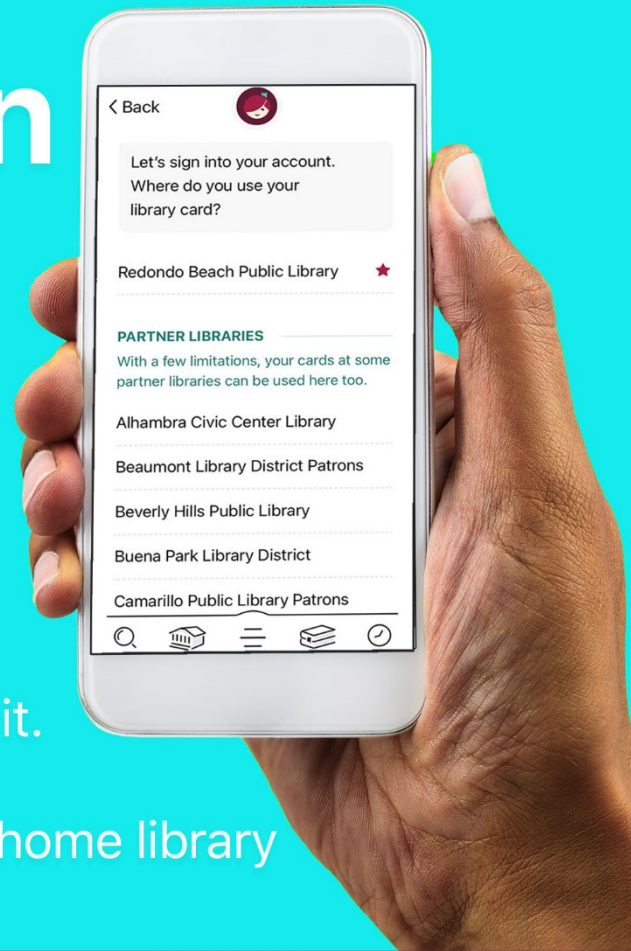 n
Back
Let's sign into your account.
Where do you use your
library card?
Redondo Beach Public Library
PARTNER LIBRARIES
With a few limitations, your cards at some
partner libraries can be used here too.
Alhambra Civic Center Library
Beaumont Library District Patrons
Beverly Hills Public Library
Buena Park Library District
Camarillo Public Library Patrons
it.
home library